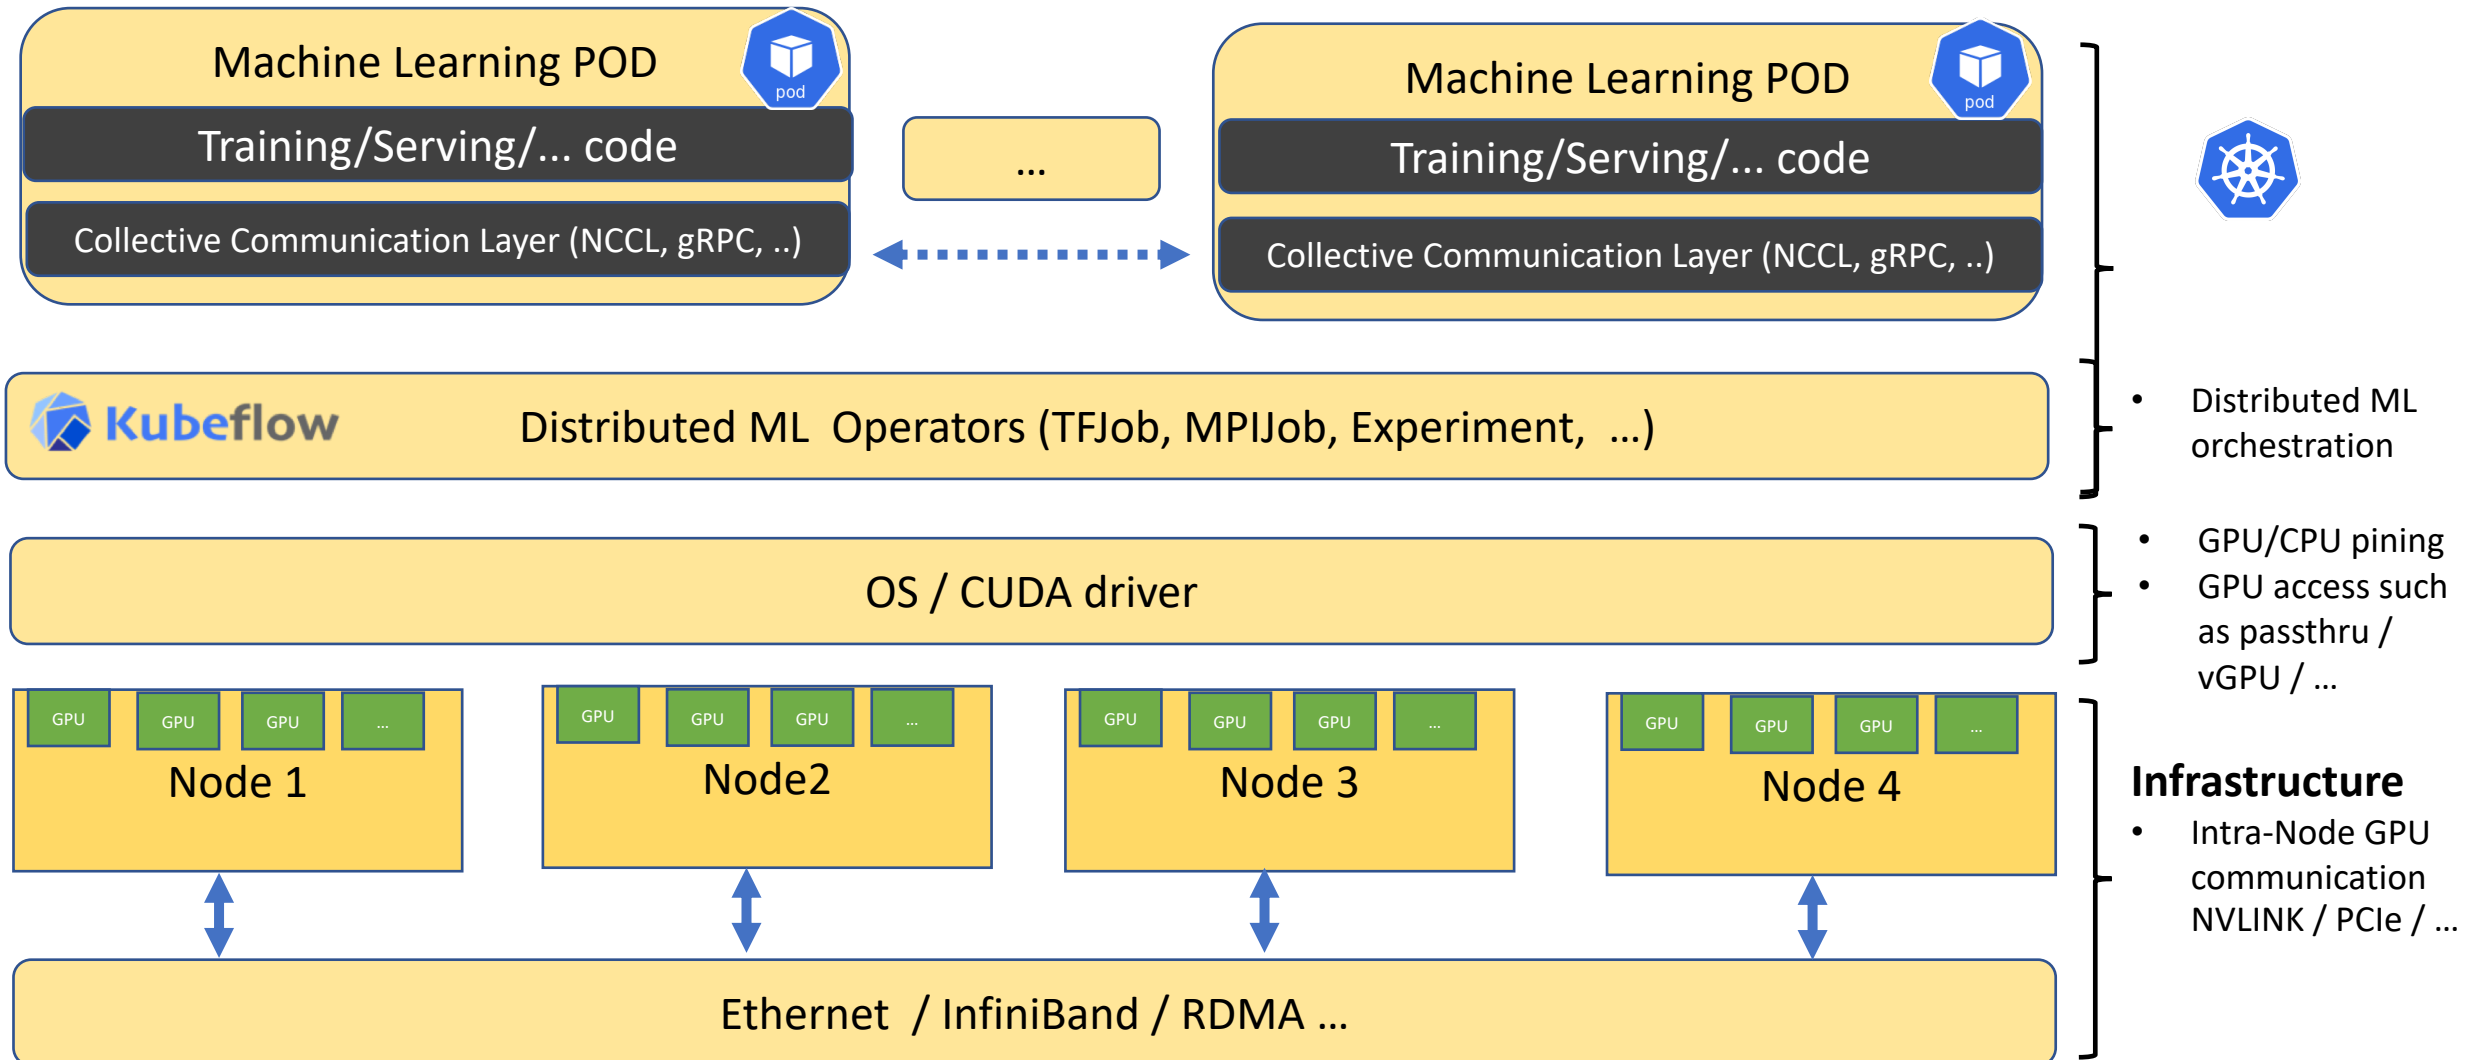 Machine Learning POD
pod
Training/Serving/... code
Collective Communication Layer (NCCL, gRPC, ..)
...
Machine Learning POD
pod
Training/Serving/... code
Collective Communication Layer (NCCL, gRPC, ..)
Kubeflow
Distributed ML Operators (TFJob, MPIJob, Experiment, ...)
• Distributed ML
orchestration
OS / CUDA driver
• GPU/CPU pining
• GPU access such
as passthru /
vGPU / ...
GPU GPU GPU ...
Node 1
GPU GPU GPU ...
Node2
GPU GPU GPU ...
Node 3
GPU GPU GPU ...
Node 4
Infrastructure
• Intra-Node GPU
communication
NVLINK / PCIe / ...
Ethernet / InfiniBand / RDMA ...